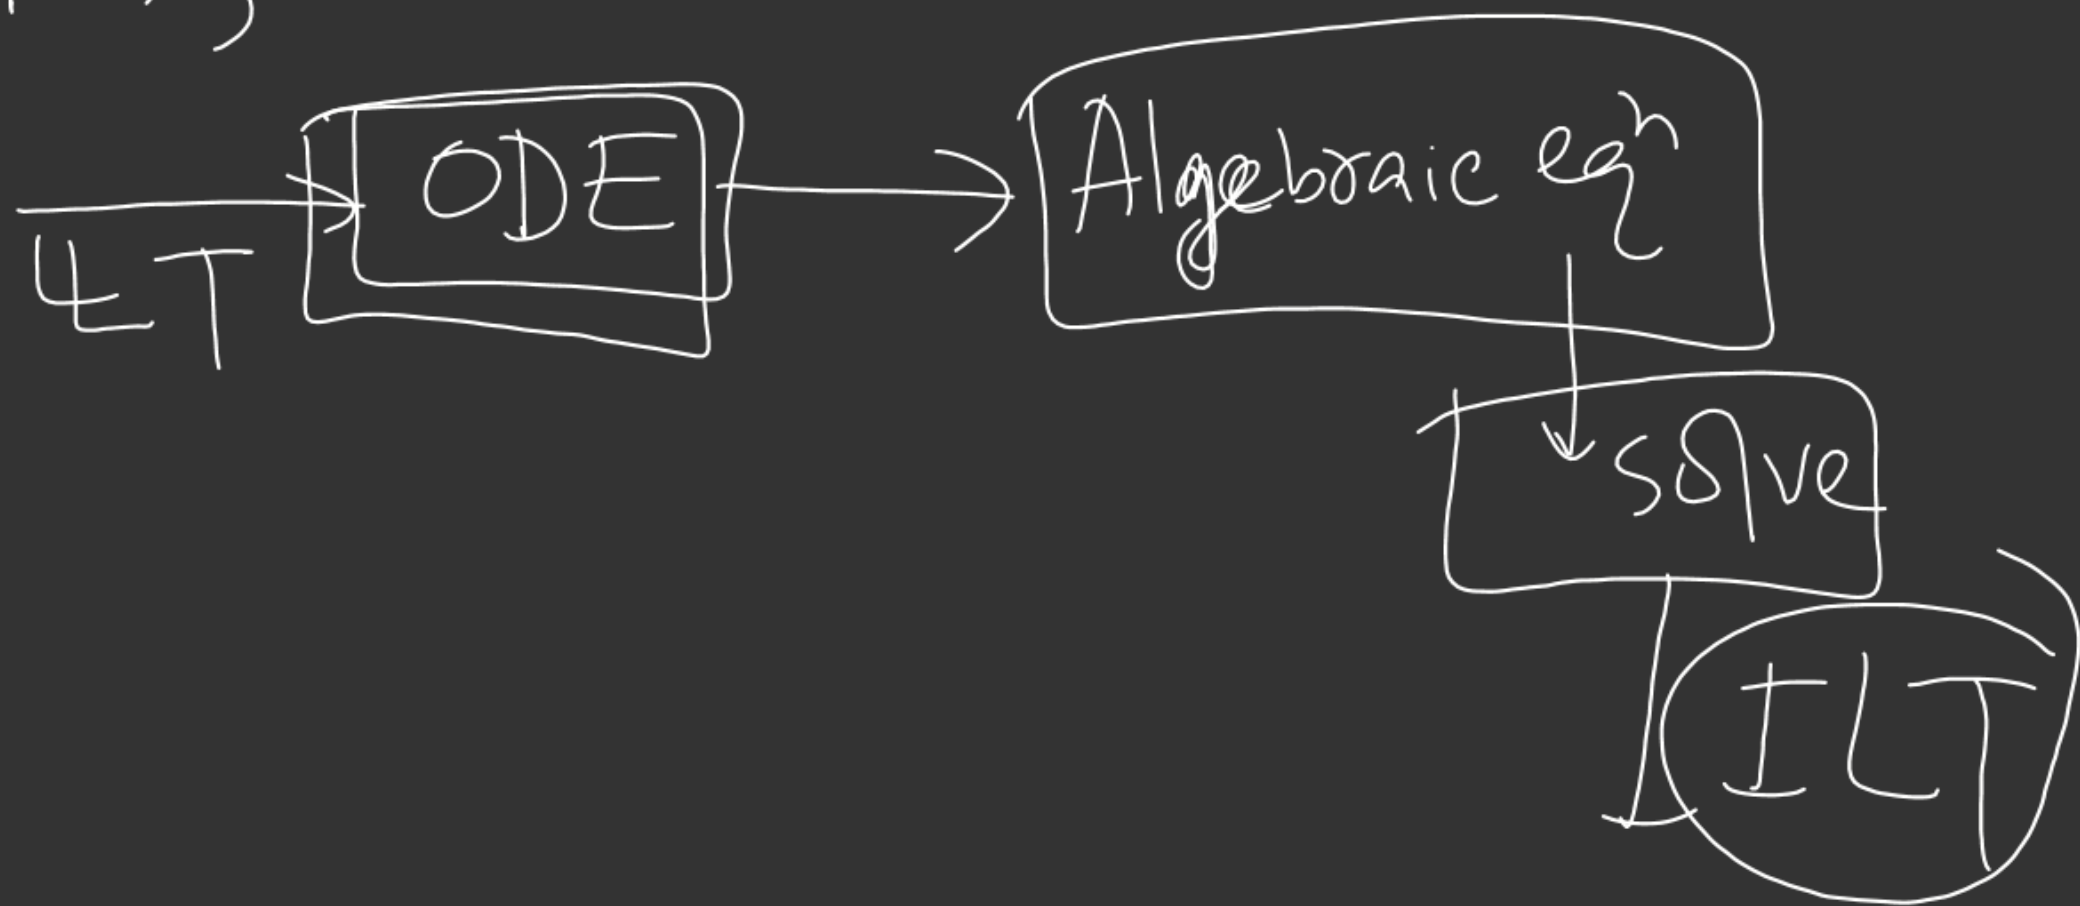 LT
ODE
Algebraic eqⁿ
solve
ILT